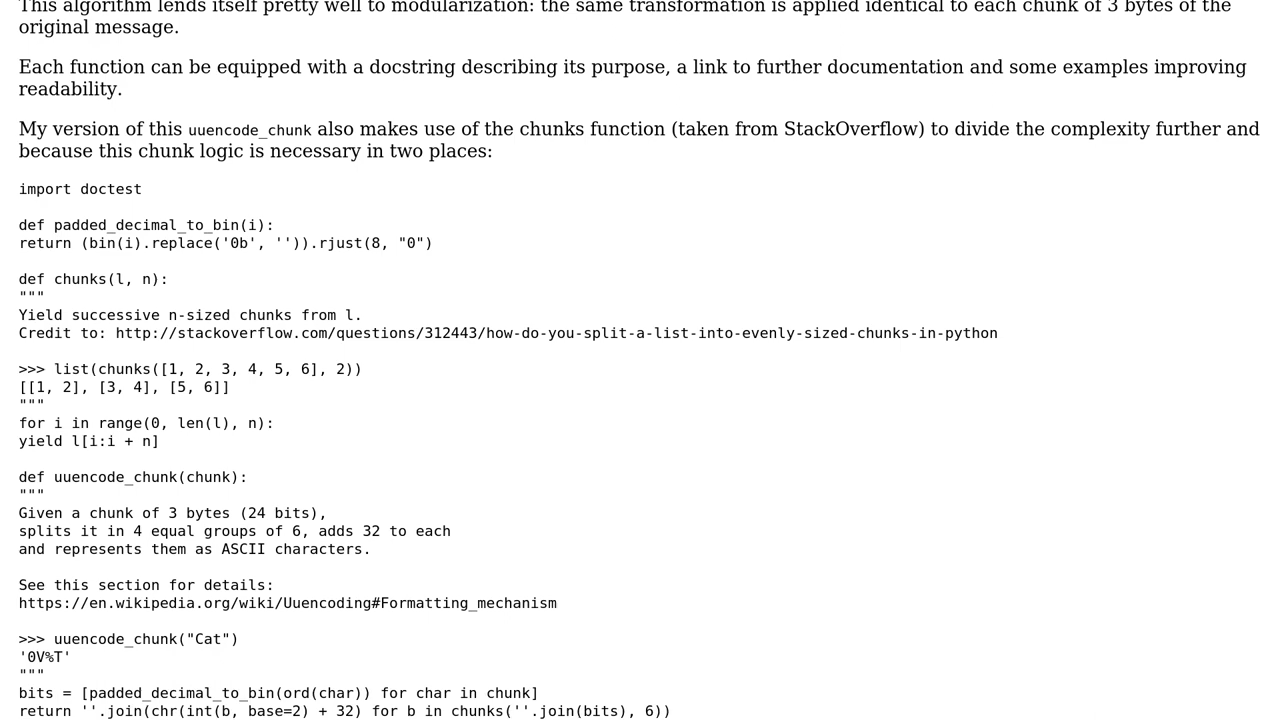 This algorithm lends itself pretty well to modularization: the same transformation is applied identical to each chunk of 3 bytes of the
original message.
Each function can be equipped with a docstring describing its purpose, a link to further documentation and some examples improving
readability.
My version of this uuencode_chunk also makes use of the chunks function (taken from StackOverflow) to divide the complexity further and
because this chunk logic is necessary in two places:
import doctest
def padded_decimal_to_bin(i):
return (bin(i).replace('0b', '')).rjust(8, "0")
def chunks(l, n):
"""
Yield successive n-sized chunks from l.
Credit to: http://stackoverflow.com/questions/312443/how-do-you-split-a-list-into-evenly-sized-chunks-in-python
>>> list(chunks([1, 2, 3, 4, 5, 6], 2))
[[1, 2], [3, 4], [5, 6]]
"""
for i in range(0, len(l), n):
yield l[i:i + n]
def uuencode_chunk(chunk):
"""
Given a chunk of 3 bytes (24 bits),
splits it in 4 equal groups of 6, adds 32 to each
and represents them as ASCII characters.
See this section for details:
https://en.wikipedia.org/wiki/Uuencoding#Formatting_mechanism
>>> uuencode_chunk("Cat")
'0V%T'
"""
bits = [padded_decimal_to_bin(ord(char)) for char in chunk]
return ''.join(chr(int(b, base=2) + 32) for b in chunks(''.join(bits), 6))